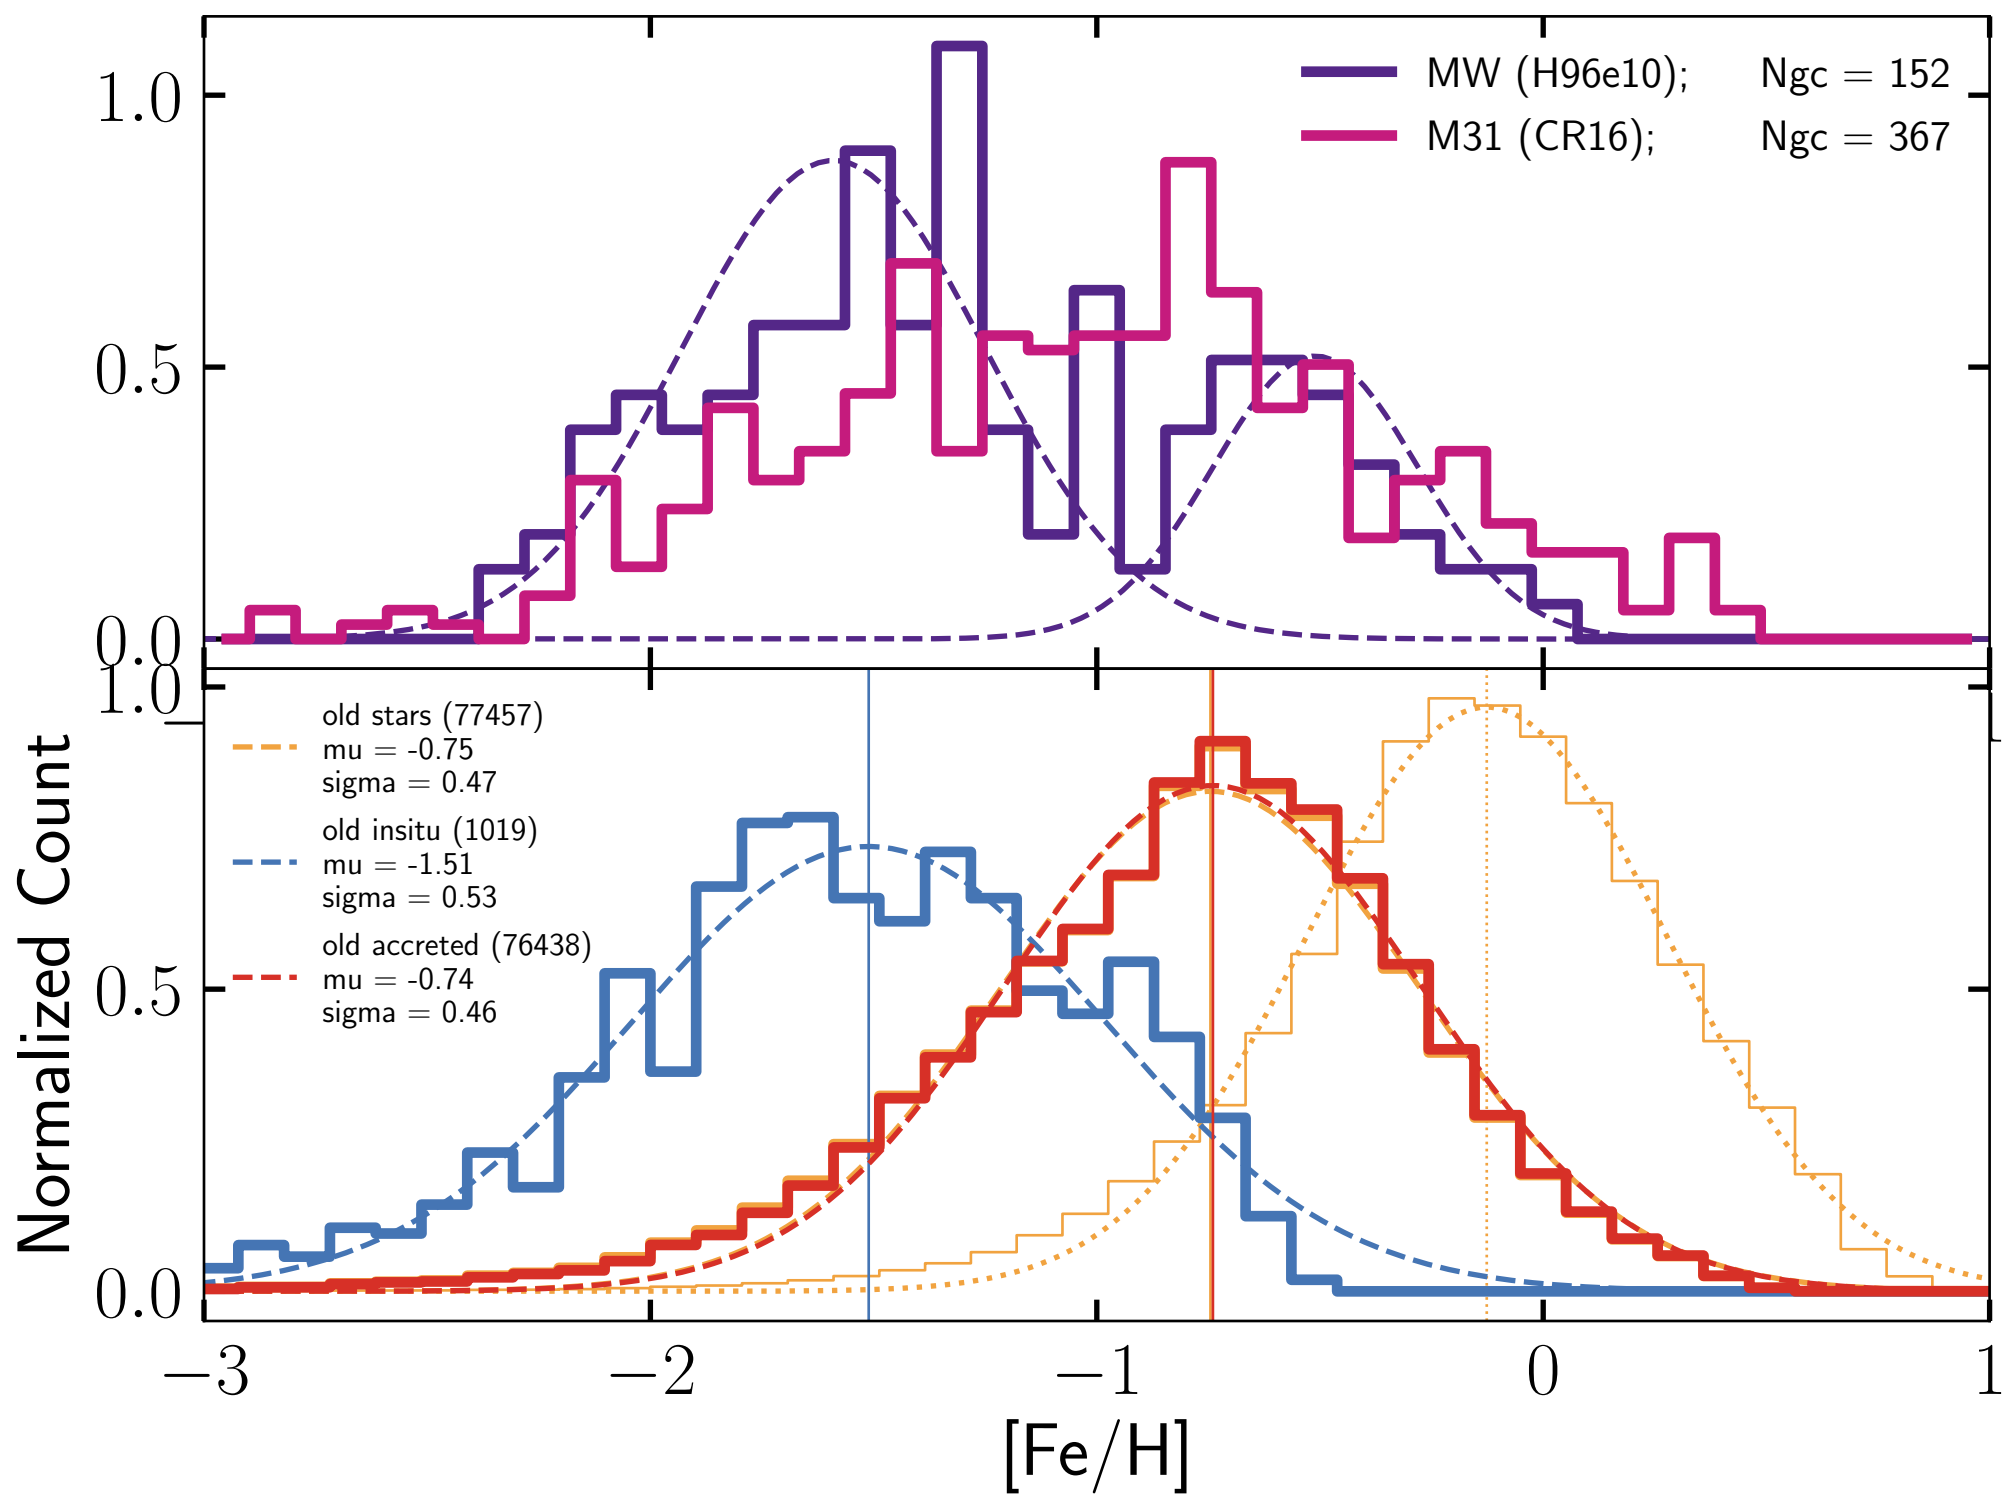 1.0
0.5
0.0
MW (H96e10); Ngc = 152
M31 (CR16); Ngc = 367
1.0
0.5
0.0
old stars (77457)
mu = -0.75
sigma = 0.47
old insitu (1019)
mu = -1.51
sigma = 0.53
old accreted (76438)
mu = -0.74
sigma = 0.46
Normalized Count
−3 −2 −1 0 1
[Fe/H]